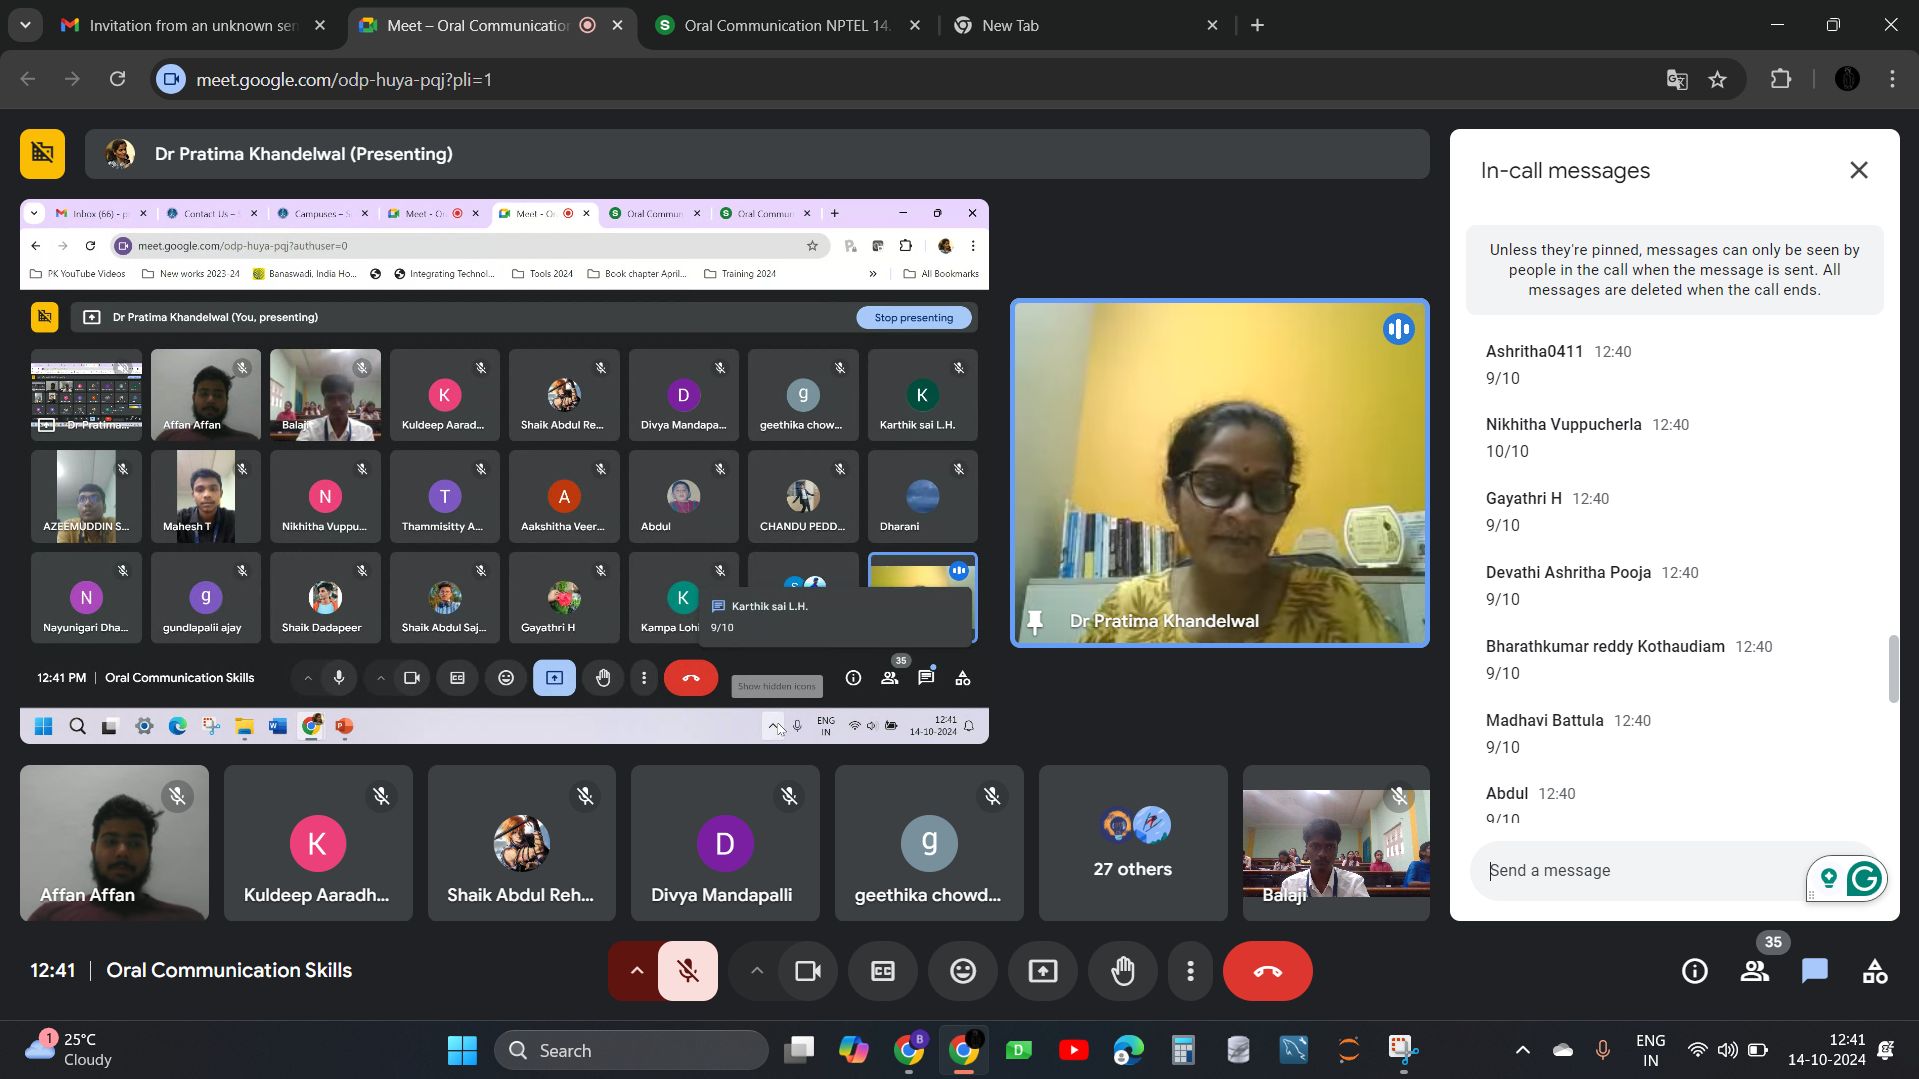 Invitation from an unknown sen
Meet – Oral Communication
Oral Communication NPTEL 14.
New Tab
meet.google.com/odp-huya-pqj?pli=1
Dr Pratima Khandelwal (Presenting)
Inbox (66) - p
Contact Us –
Campuses –
Meet - Or
Meet - Or
Oral Commun
Oral Commun
meet.google.com/odp-huya-pqj?authuser=0
PK YouTube Videos
New works 2023-24
Banaswadi, India Ho...
Integrating Technol...
Tools 2024
Book chapter April...
Training 2024
»
All Bookmarks
Dr Pratima Khandelwal (You, presenting)
Stop presenting
Dr Pratima...
Affan Affan
Balaji
K
Kuldeep Aarad...
Shaik Abdul Re...
D
Divya Mandapa...
g
geethika chow...
K
Karthik sai L.H.
AZEEMUDDIN S...
Mahesh T
N
Nikhitha Vuppu...
T
Thammisitty A...
A
Aakshitha Veer...
Abdul
CHANDU PEDD...
Dharani
N
Nayunigari Dha...
g
gundlapalii ajay
Shaik Dadapeer
Shaik Abdul Saj...
Gayathri H
K
Kampa Lohi
Karthik sai L.H.
9/10
12:41 PM | Oral Communication Skills
35
Show hidden icons
ENG
IN
12:41
14-10-2024
Dr Pratima Khandelwal
Affan Affan
K
Kuldeep Aaradh...
Shaik Abdul Reh...
D
Divya Mandapalli
g
geethika chowd...
27 others
Balaji
In-call messages
Unless they're pinned, messages can only be seen by
people in the call when the message is sent. All
messages are deleted when the call ends.
Ashritha0411 12:40
9/10
Nikhitha Vuppucherla 12:40
10/10
Gayathri H 12:40
9/10
Devathi Ashritha Pooja 12:40
9/10
Bharathkumar reddy Kothaudiam 12:40
9/10
Madhavi Battula 12:40
9/10
Abdul 12:40
9/10
Send a message
12:41 | Oral Communication Skills
35
1
25°C
Cloudy
Search
B
D
ENG
IN
12:41
14-10-2024